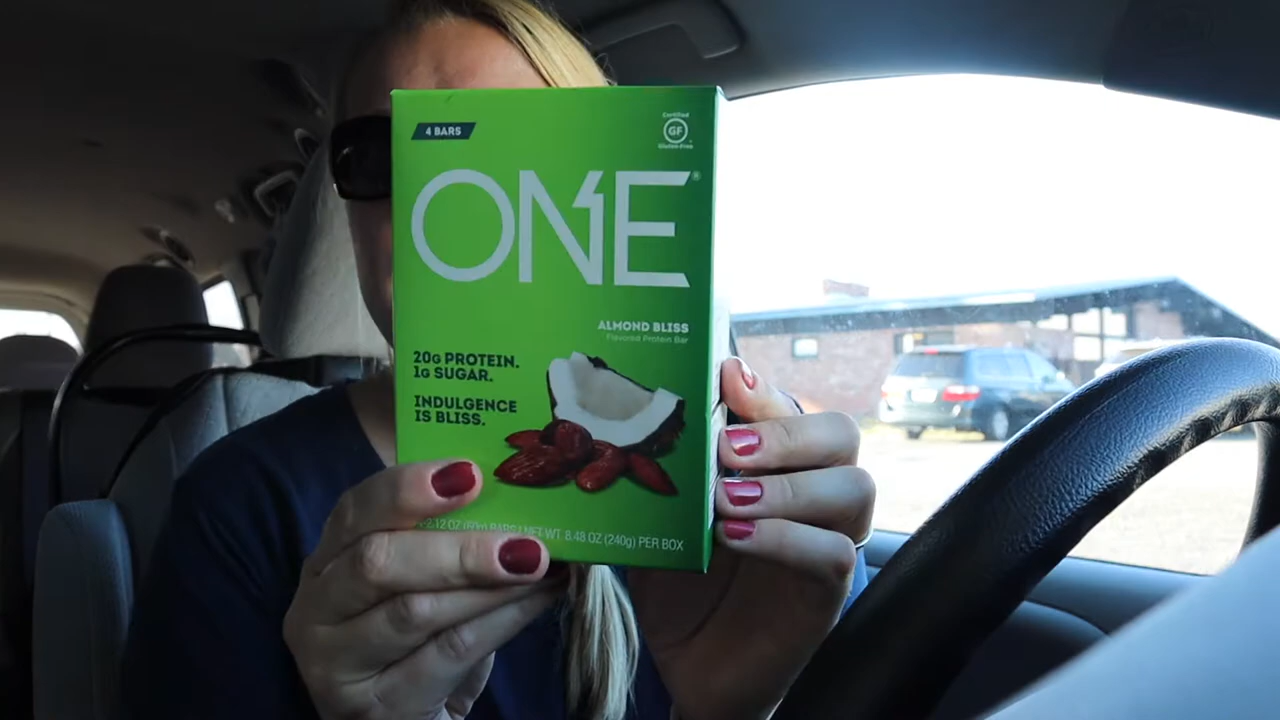 4 BARS
Certified
GF
Gluten-Free
ONE®
ALMOND BLISS
Flavored Protein Bar
20G PROTEIN.
1G SUGAR.
INDULGENCE
IS BLISS.
2.12 OZ (60g) BARS | NET WT 8.48 OZ (240g) PER BOX